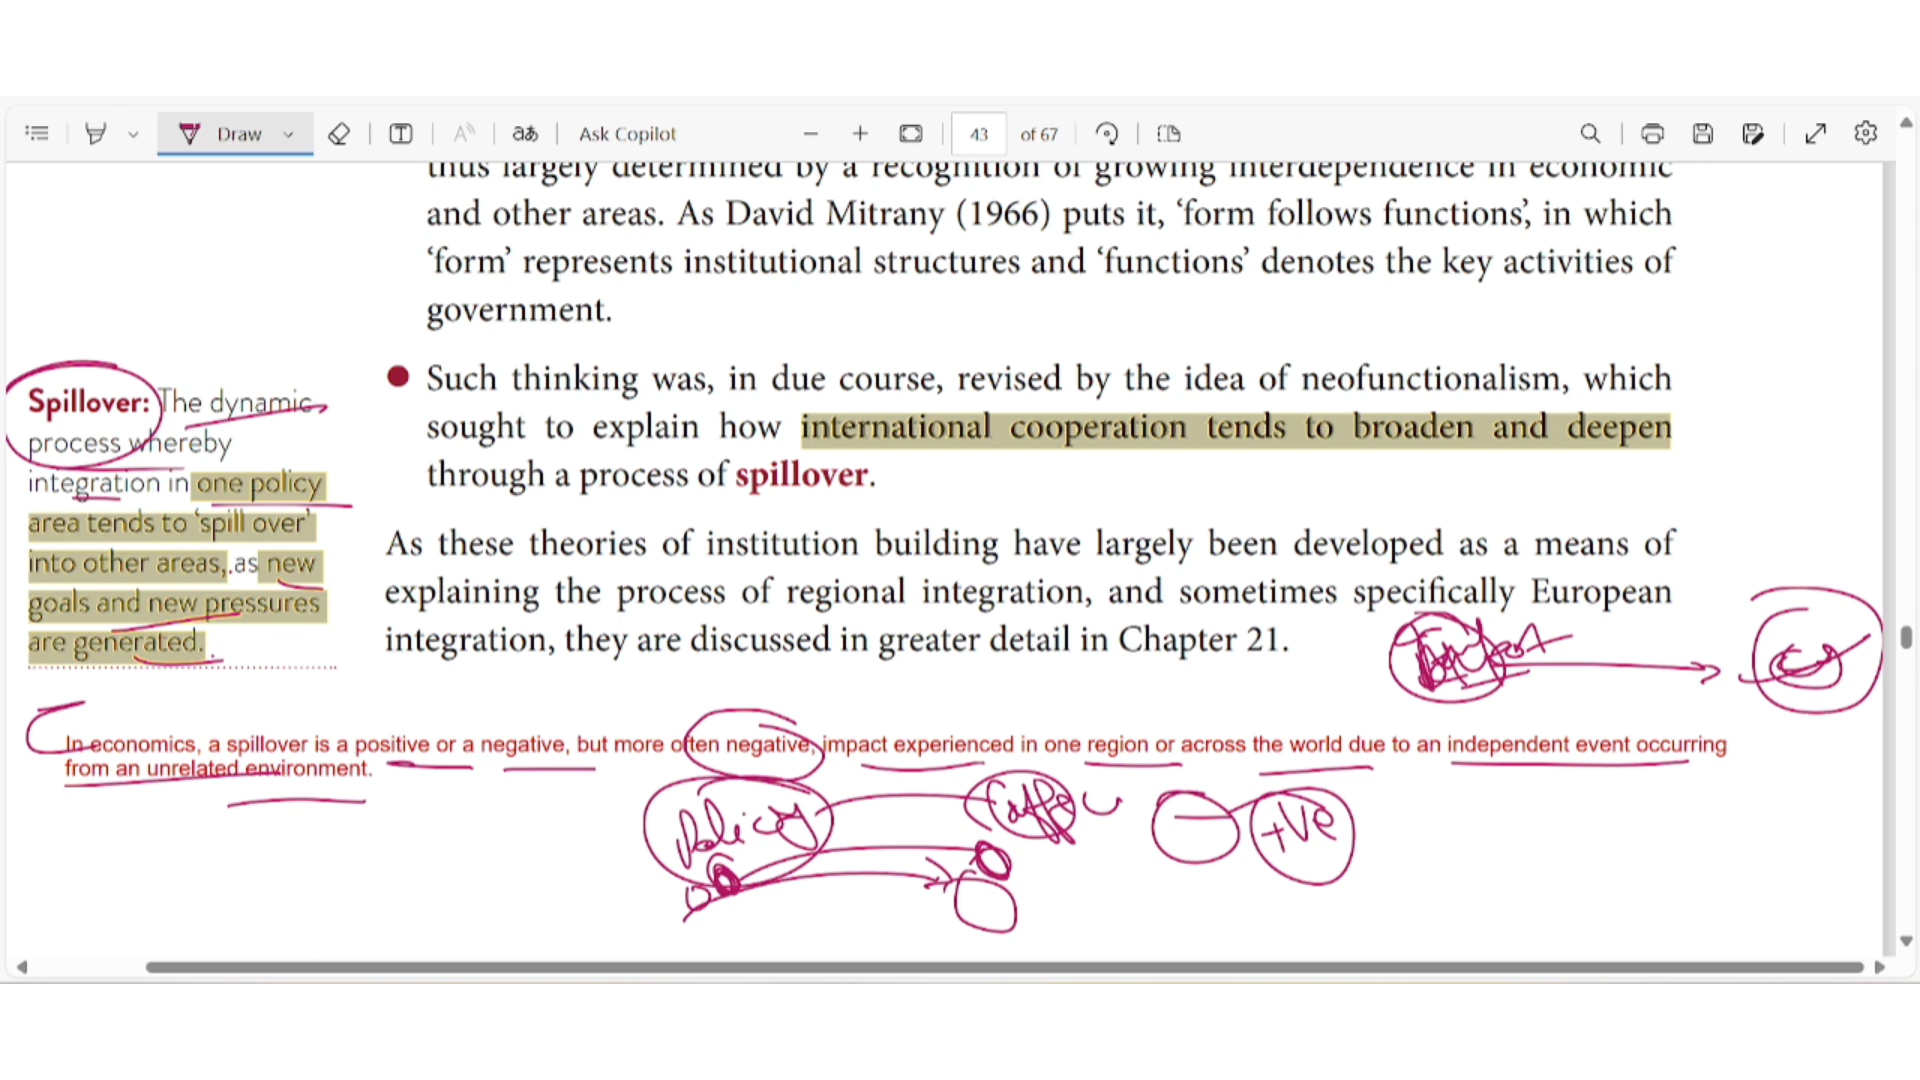 Draw
Ask Copilot
43 of 67
thus largely determined by a recognition of growing interdependence in economic
and other areas. As David Mitrany (1966) puts it, ‘form follows functions’, in which
‘form’ represents institutional structures and ‘functions’ denotes the key activities of
government.
Such thinking was, in due course, revised by the idea of neofunctionalism, which
sought to explain how international cooperation tends to broaden and deepen
through a process of spillover.
Spillover: The dynamic
process whereby
integration in one policy
area tends to ‘spill over’
into other areas, as new
goals and new pressures
are generated.
As these theories of institution building have largely been developed as a means of
explaining the process of regional integration, and sometimes specifically European
integration, they are discussed in greater detail in Chapter 21.
In economics, a spillover is a positive or a negative, but more often negative, impact experienced in one region or across the world due to an independent event occurring
from an unrelated environment.
Policy
+ve